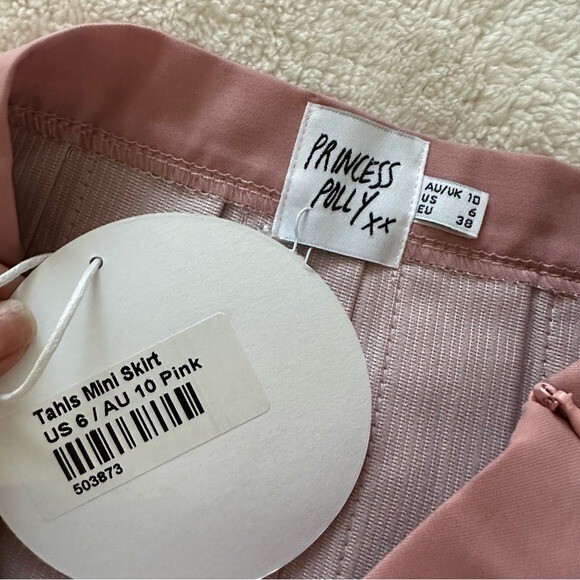 PRINCESS
POLLY xx
AU/UK 10
US 6
EU 38
Tahls Mini Skirt
US 6 / AU 10 Pink
503873